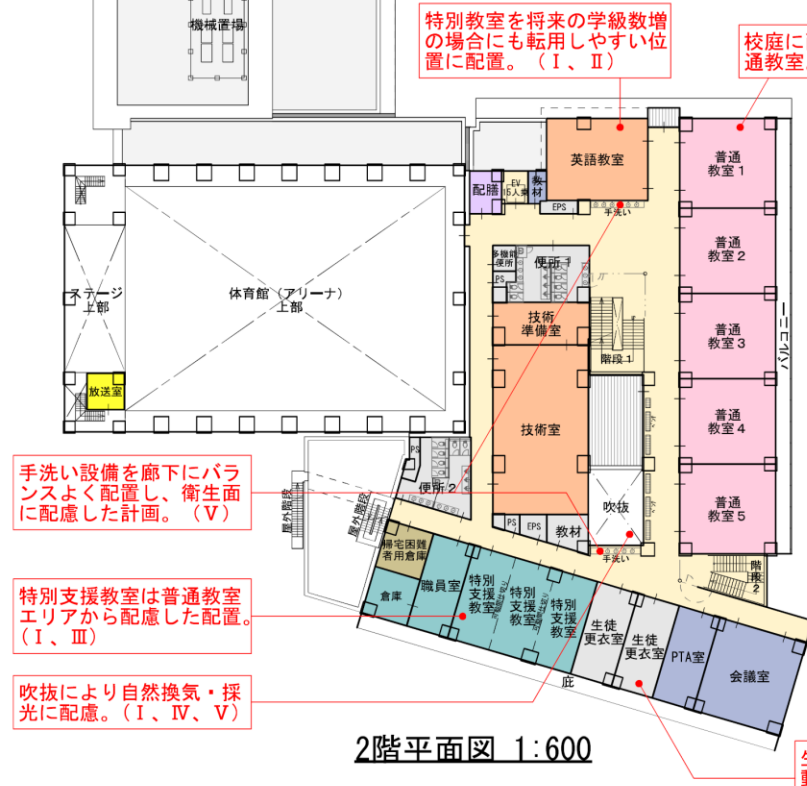 機械置場
特別教室を将来の学級数増
の場合にも転用しやすい位
置に配置。（Ⅰ、Ⅱ）
校庭に
通教室
英語教室
普通
教室１
配膳
EV
15人乗
教材
EPS
手洗い
普通
教室２
多機能
便所
便所１
PS
ステージ
上部
体育館（アリーナ）
上部
技術
準備室
階段１
普通
教室３
バルコニー
放送室
技術室
普通
教室４
手洗い設備を廊下にバラ
ンスよく配置し、衛生面
に配慮した計画。（Ⅴ）
PS
便所２
屋外階段
屋外階段
吹抜
普通
教室５
PS
EPS
教材
手洗い
階段２
帰宅困難
者用倉庫
特別支援教室は普通教室
エリアから配慮した配置。
（Ⅰ、Ⅲ）
倉庫
職員室
特別
支援
教室
特別
支援
教室
特別
支援
教室
生徒
更衣室
生徒
更衣室
PTA室
会議室
庇
吹抜により自然換気・採
光に配慮。（Ⅰ、Ⅳ、Ⅴ）
2階平面図 1:600